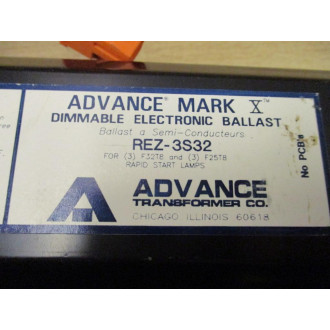 ADVANCE® MARK X™
DIMMABLE ELECTRONIC BALLAST
Ballast a Semi-Conducteurs
REZ-3S32
FOR (3) F32T8 and (3) F25T8
RAPID START LAMPS
ADVANCE
TRANSFORMER CO.
CHICAGO ILLINOIS 60618
No PCB's